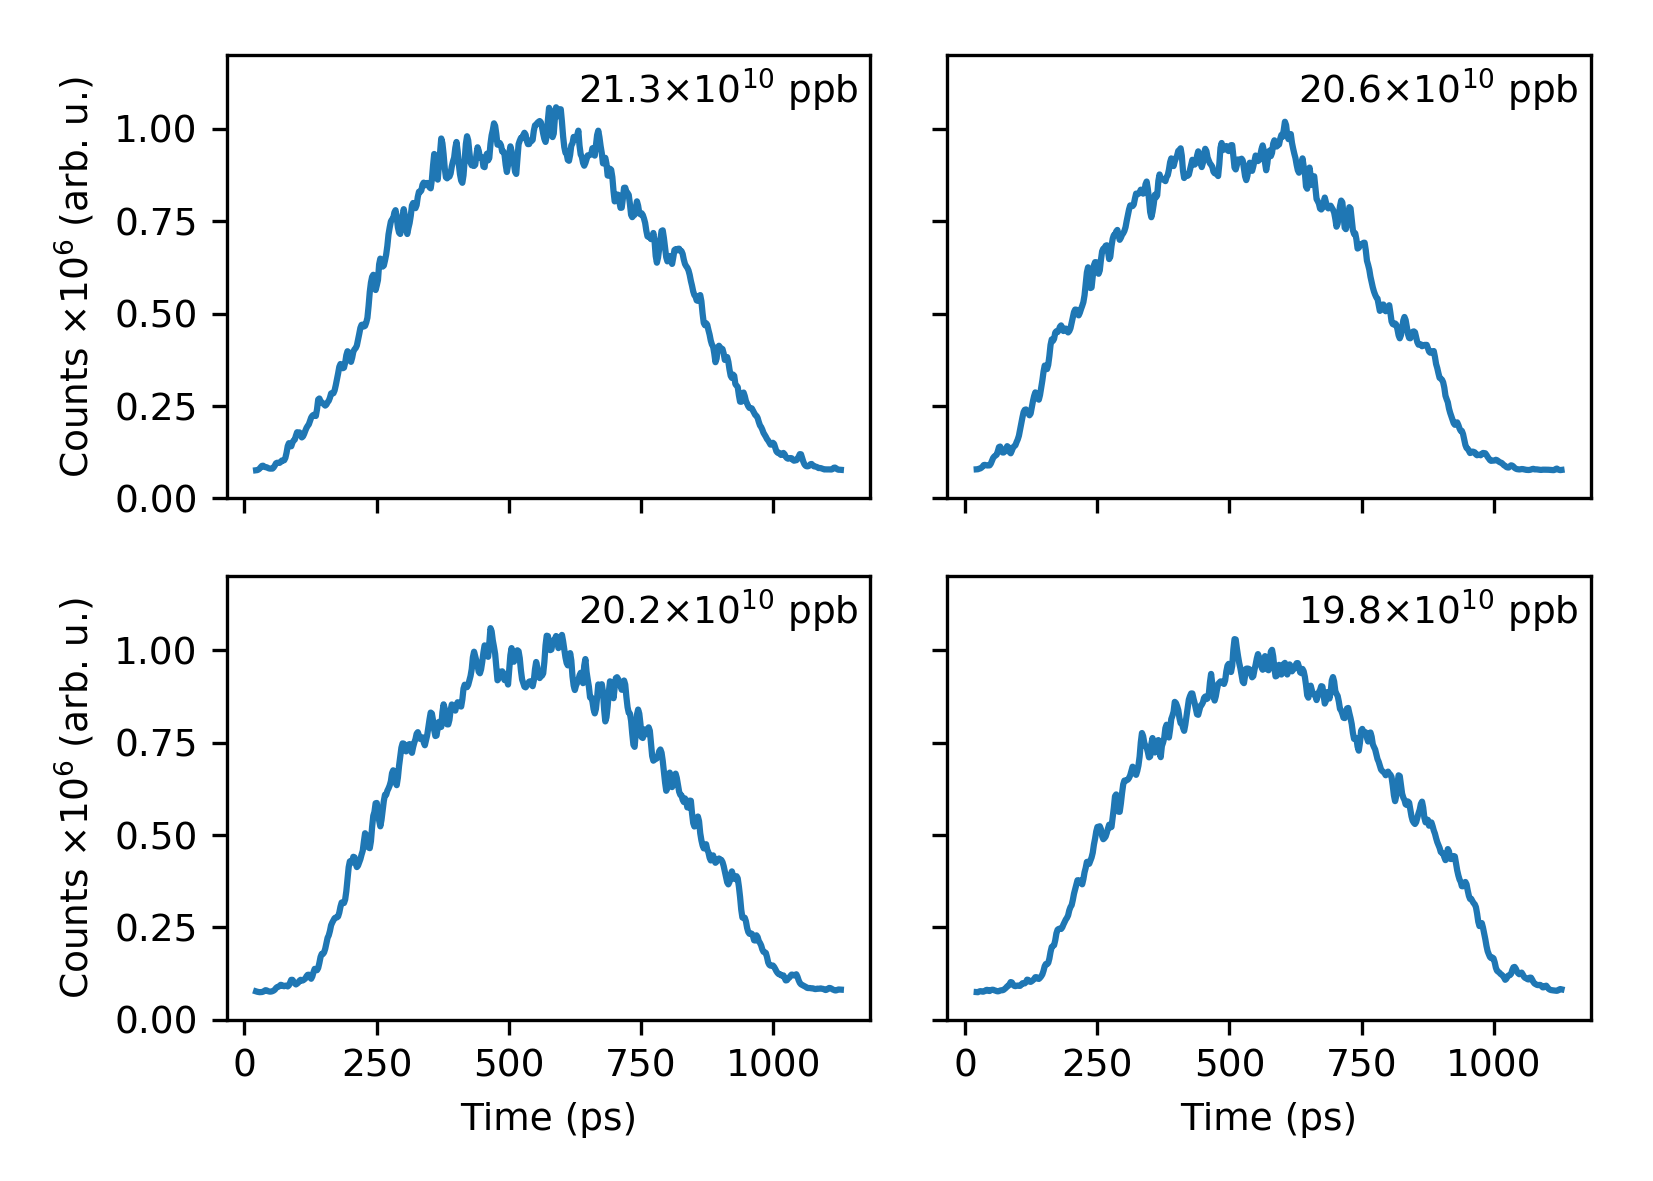 21.3×10¹⁰ ppb
Counts ×10⁶ (arb. u.)
1.00
0.75
0.50
0.25
0.00
20.6×10¹⁰ ppb
20.2×10¹⁰ ppb
Counts ×10⁶ (arb. u.)
1.00
0.75
0.50
0.25
0.00
0 250 500 750 1000
Time (ps)
19.8×10¹⁰ ppb
0 250 500 750 1000
Time (ps)